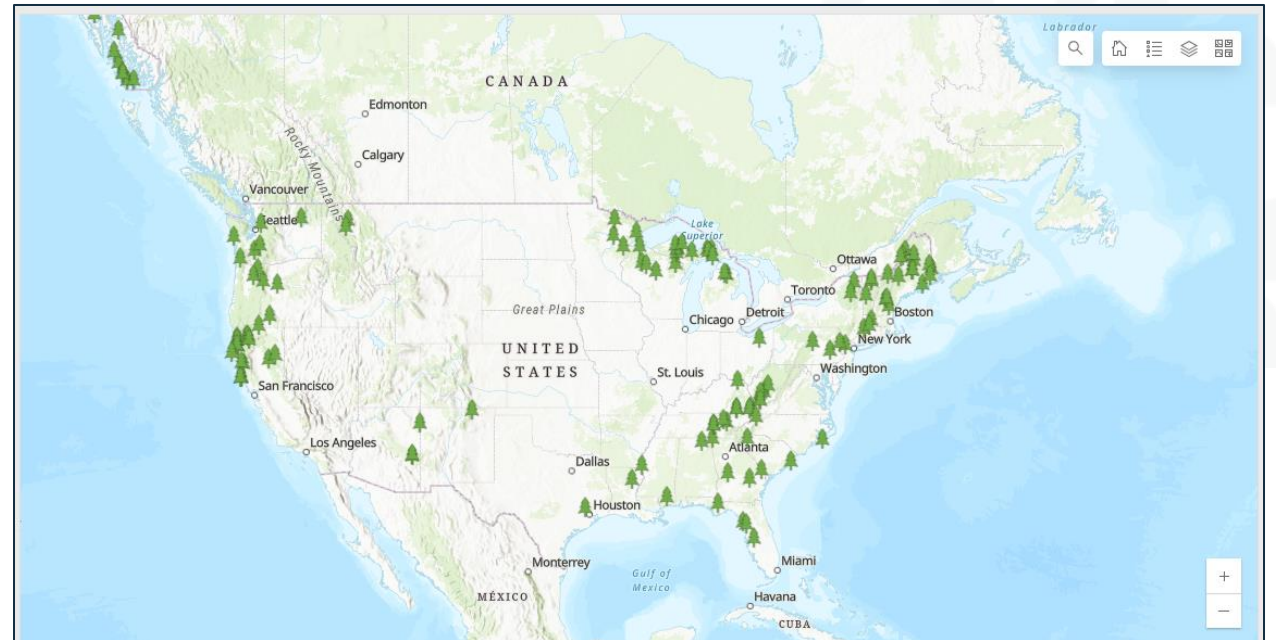 Labrador
CANADA
Edmonton
Rocky Mountains
Calgary
Vancouver
Seattle
Lake
Superior
Ottawa
Toronto
Great Plains
Chicago
Detroit
Boston
UNITED
STATES
New York
St. Louis
Washington
San Francisco
Los Angeles
Dallas
Atlanta
Houston
Monterrey
Gulf of
Mexico
Miami
MÉXICO
Havana
CUBA